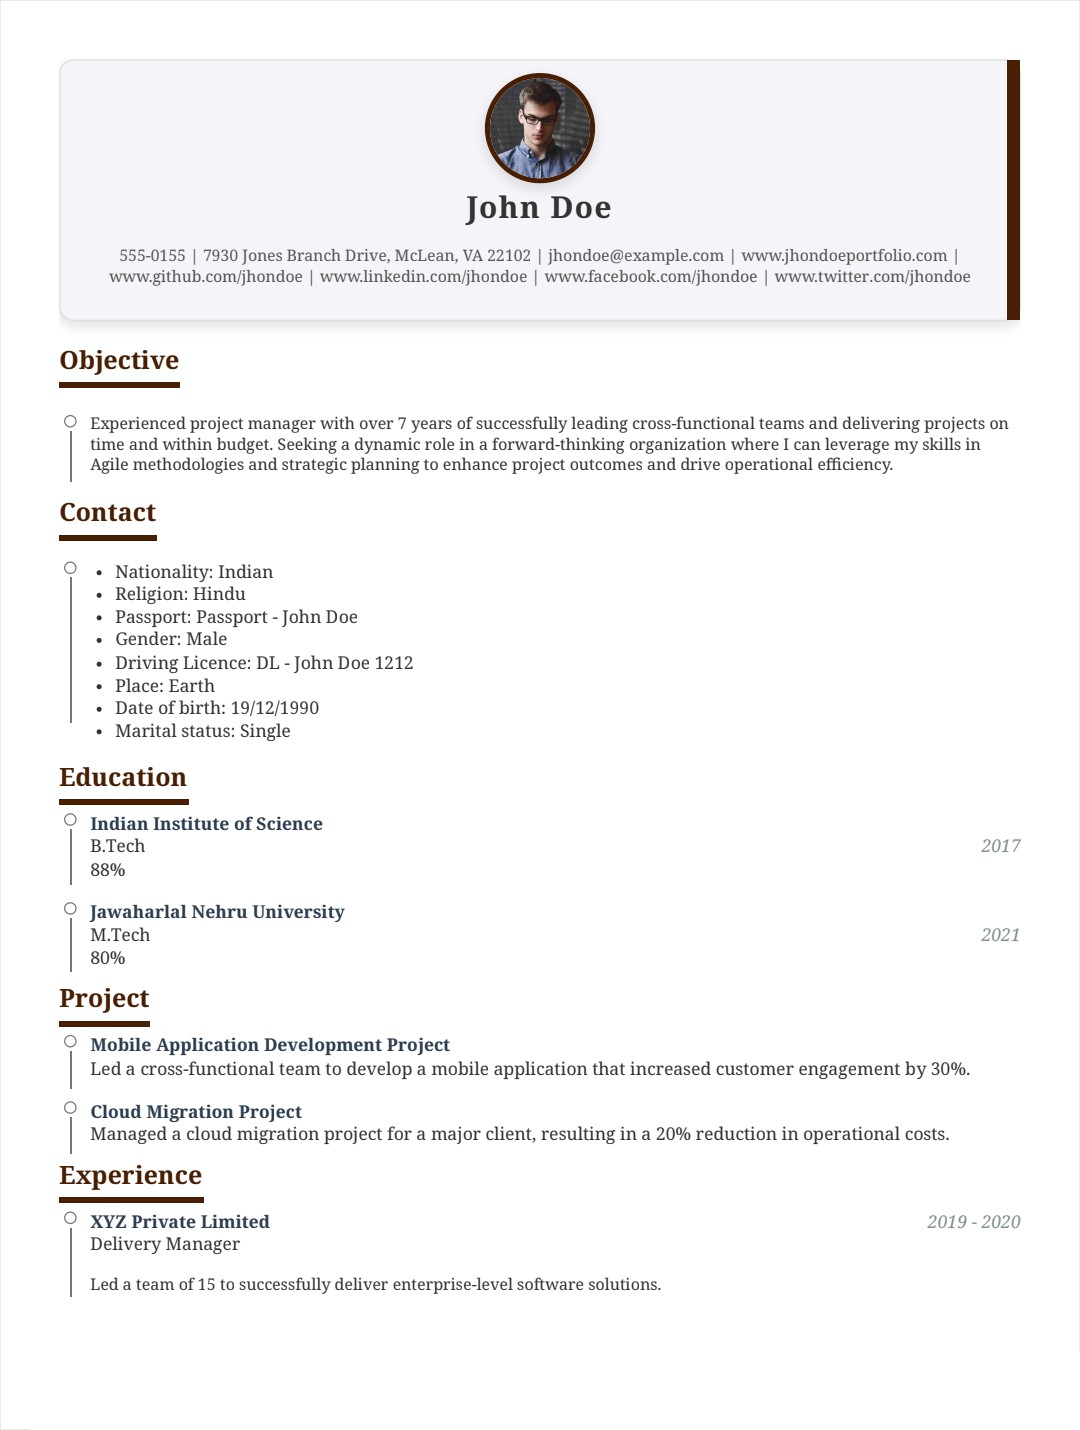 John Doe
555-0155 | 7930 Jones Branch Drive, McLean, VA 22102 | jhondoe@example.com | www.jhondoeportfolio.com |
www.github.com/jhondoe | www.linkedin.com/jhondoe | www.facebook.com/jhondoe | www.twitter.com/jhondoe
Objective
Experienced project manager with over 7 years of successfully leading cross-functional teams and delivering projects on
time and within budget. Seeking a dynamic role in a forward-thinking organization where I can leverage my skills in
Agile methodologies and strategic planning to enhance project outcomes and drive operational efficiency.
Contact
• Nationality: Indian
• Religion: Hindu
• Passport: Passport - John Doe
• Gender: Male
• Driving Licence: DL - John Doe 1212
• Place: Earth
• Date of birth: 19/12/1990
• Marital status: Single
Education
Indian Institute of Science
B.Tech 2017
88%
Jawaharlal Nehru University
M.Tech 2021
80%
Project
Mobile Application Development Project
Led a cross-functional team to develop a mobile application that increased customer engagement by 30%.
Cloud Migration Project
Managed a cloud migration project for a major client, resulting in a 20% reduction in operational costs.
Experience
XYZ Private Limited 2019 - 2020
Delivery Manager
Led a team of 15 to successfully deliver enterprise-level software solutions.